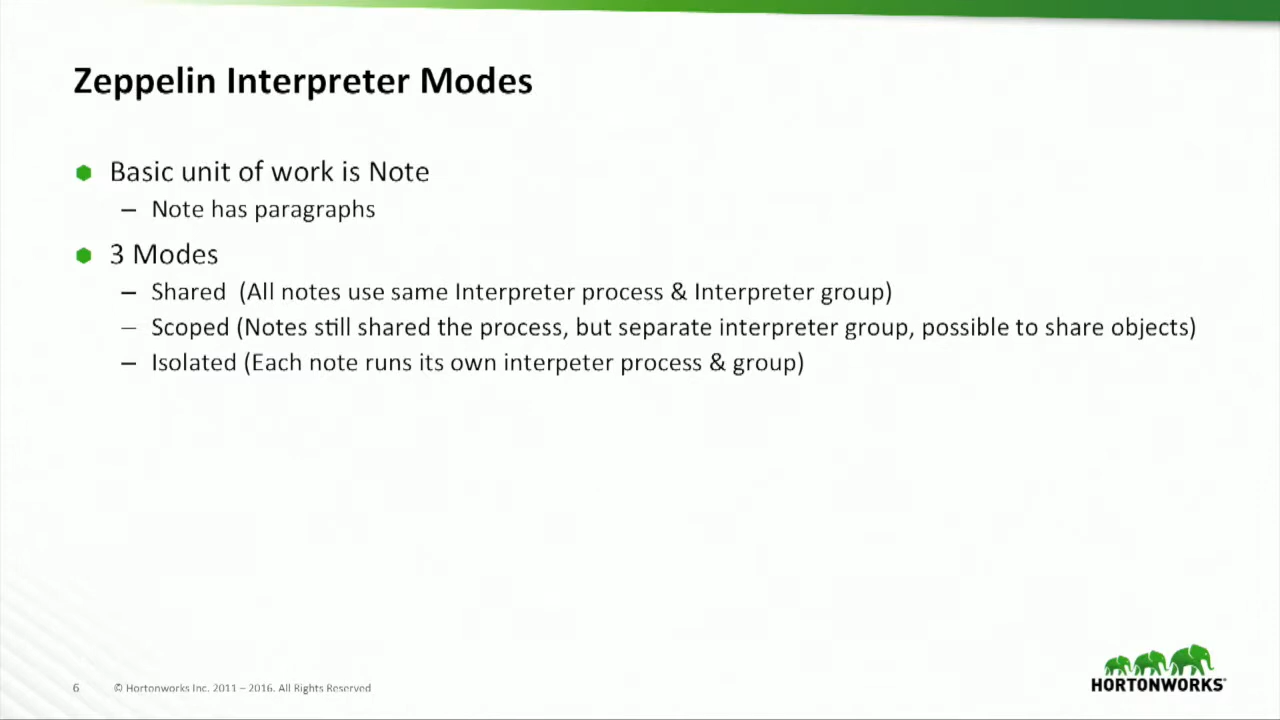 Zeppelin Interpreter Modes
Basic unit of work is Note
– Note has paragraphs
3 Modes
– Shared (All notes use same Interpreter process & Interpreter group)
– Scoped (Notes still shared the process, but separate interpreter group, possible to share objects)
– Isolated (Each note runs its own interpeter process & group)
6 © Hortonworks Inc. 2011 – 2016. All Rights Reserved
HORTONWORKS